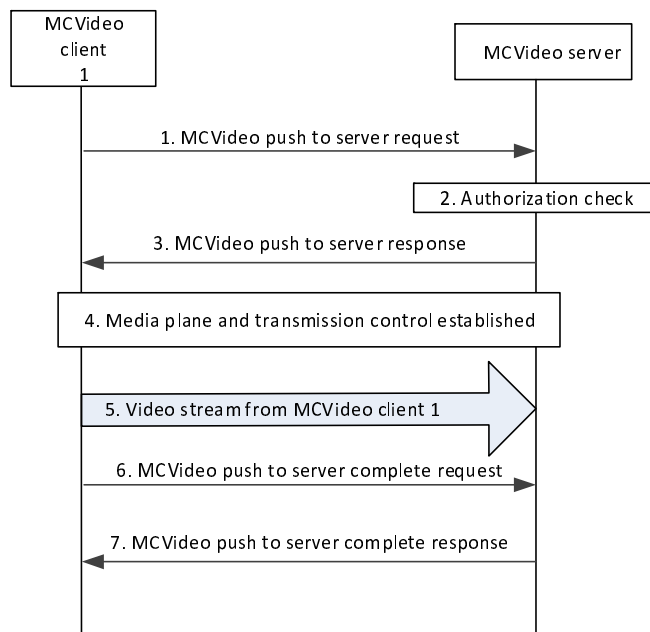 MCVideo
client
1
MCVideo server
1. MCVideo push to server request
2. Authorization check
3. MCVideo push to server response
4. Media plane and transmission control established
5. Video stream from MCVideo client 1
6. MCVideo push to server complete request
7. MCVideo push to server complete response